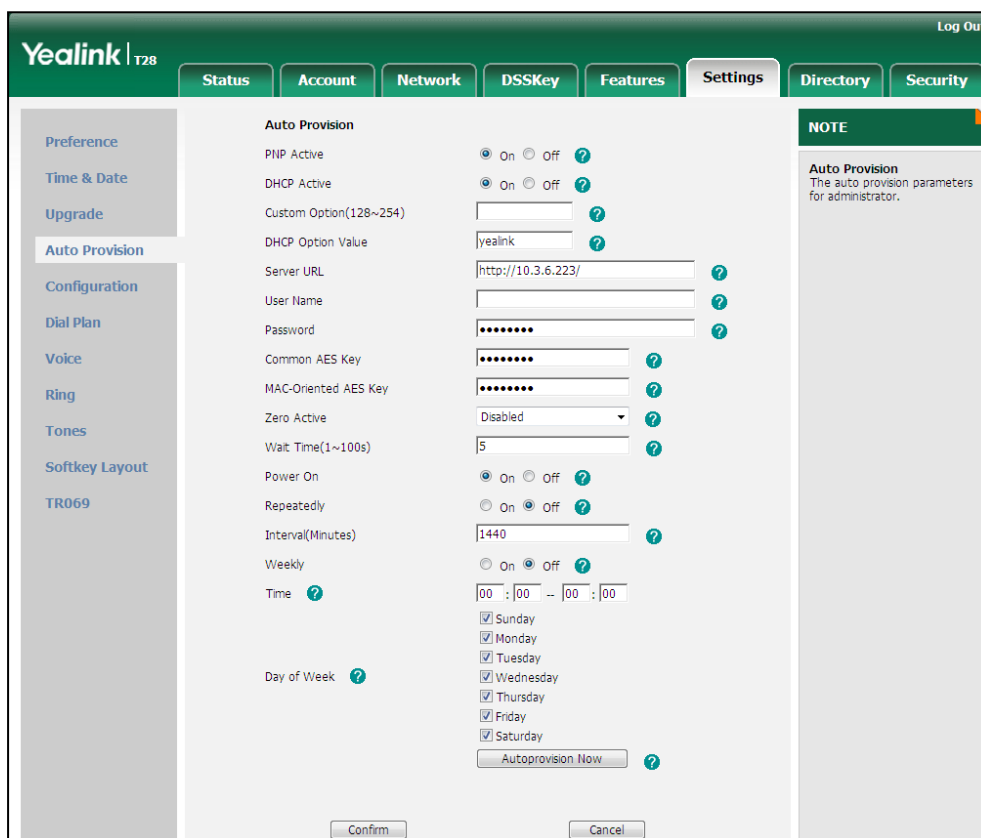 Log Ou
Yealink T28
Status Account Network DSSKey Features Settings Directory Security
Preference
Time & Date
Upgrade
Auto Provision
Configuration
Dial Plan
Voice
Ring
Tones
Softkey Layout
TR069
Auto Provision
PNP Active On Off ?
DHCP Active On Off ?
Custom Option(128~254) ?
DHCP Option Value yealink ?
Server URL http://10.3.6.223/ ?
User Name ?
Password •••••••• ?
Common AES Key •••••••• ?
MAC-Oriented AES Key •••••••• ?
Zero Active Disabled ?
Wait Time(1~100s) 5 ?
Power On On Off ?
Repeatedly On Off ?
Interval(Minutes) 1440 ?
Weekly On Off ?
Time ? 00 : 00 -- 00 : 00
Day of Week ?
Sunday
Monday
Tuesday
Wednesday
Thursday
Friday
Saturday
Autoprovision Now ?
Confirm Cancel
NOTE
Auto Provision
The auto provision parameters
for administrator.